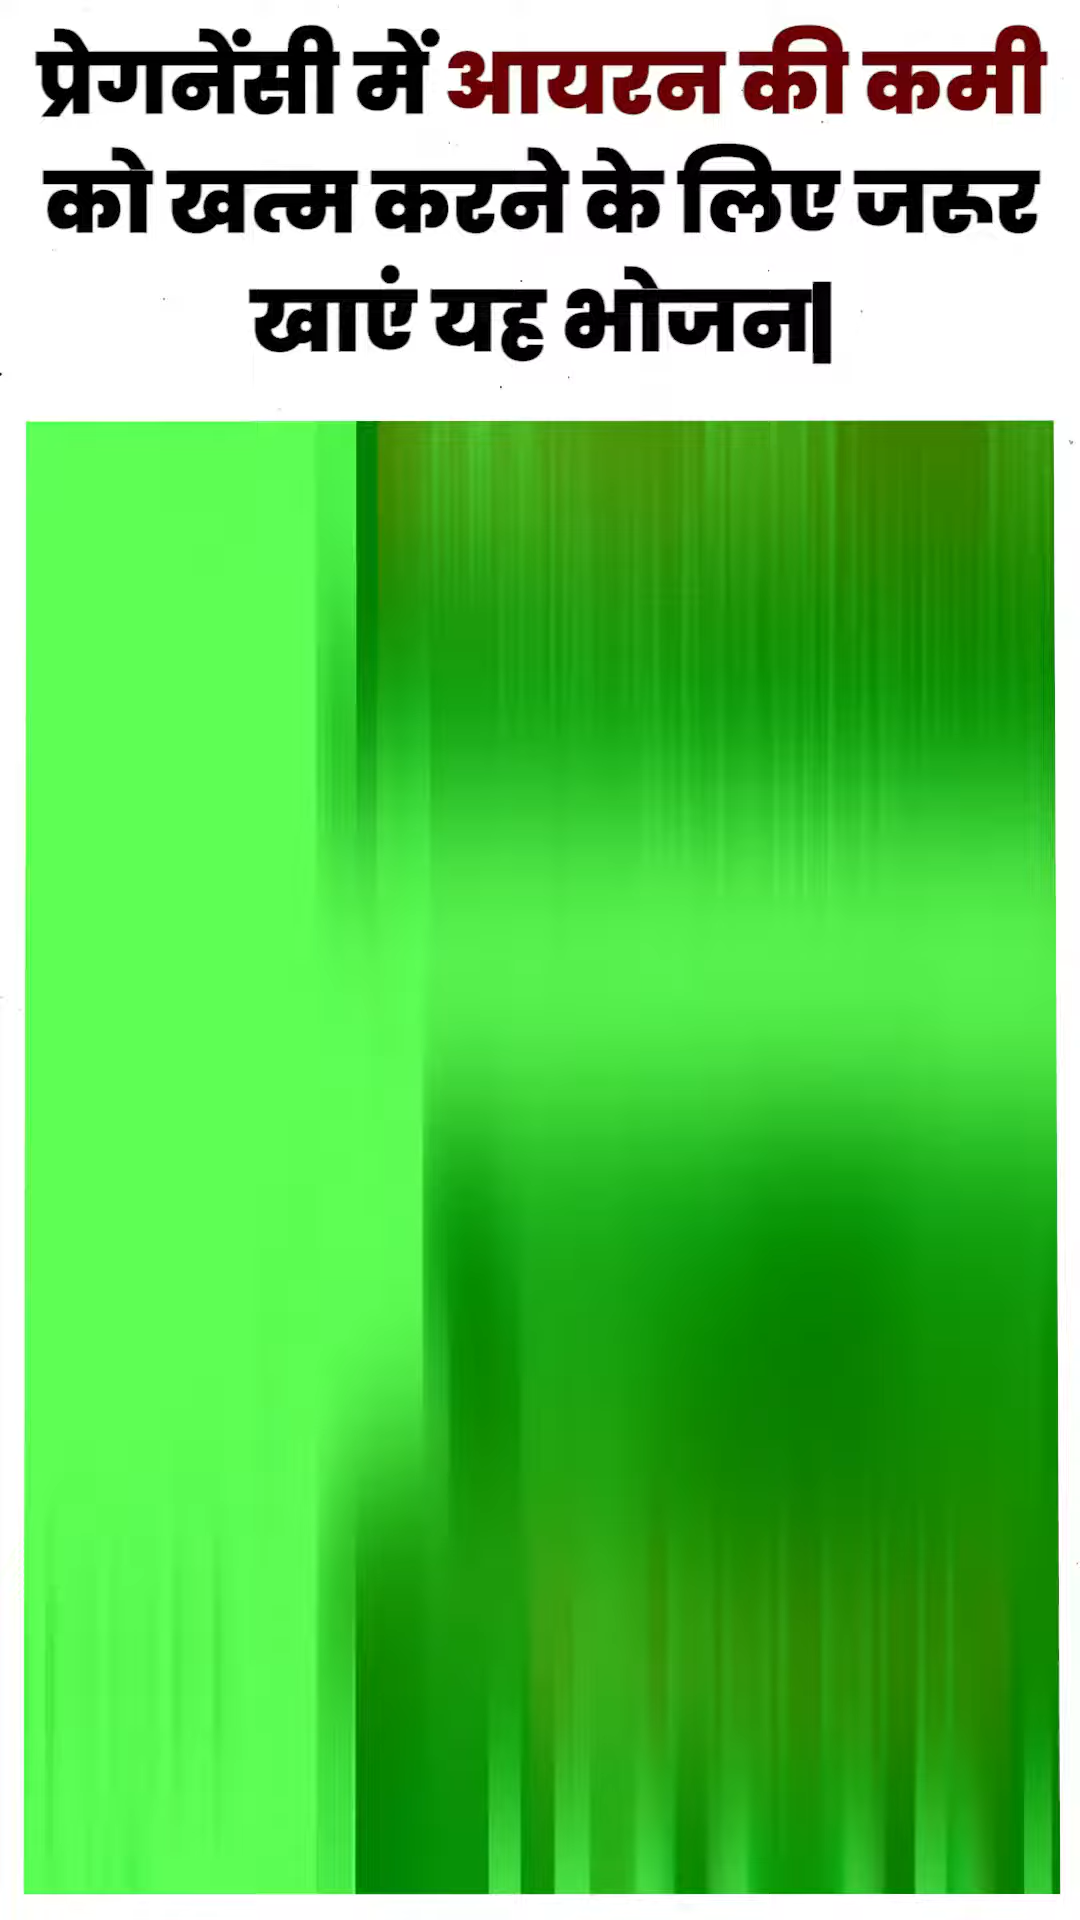 प्रेगनेंसी में आयरन की कमी
को खत्म करने के लिए जरूर
खाएं यह भोजन|